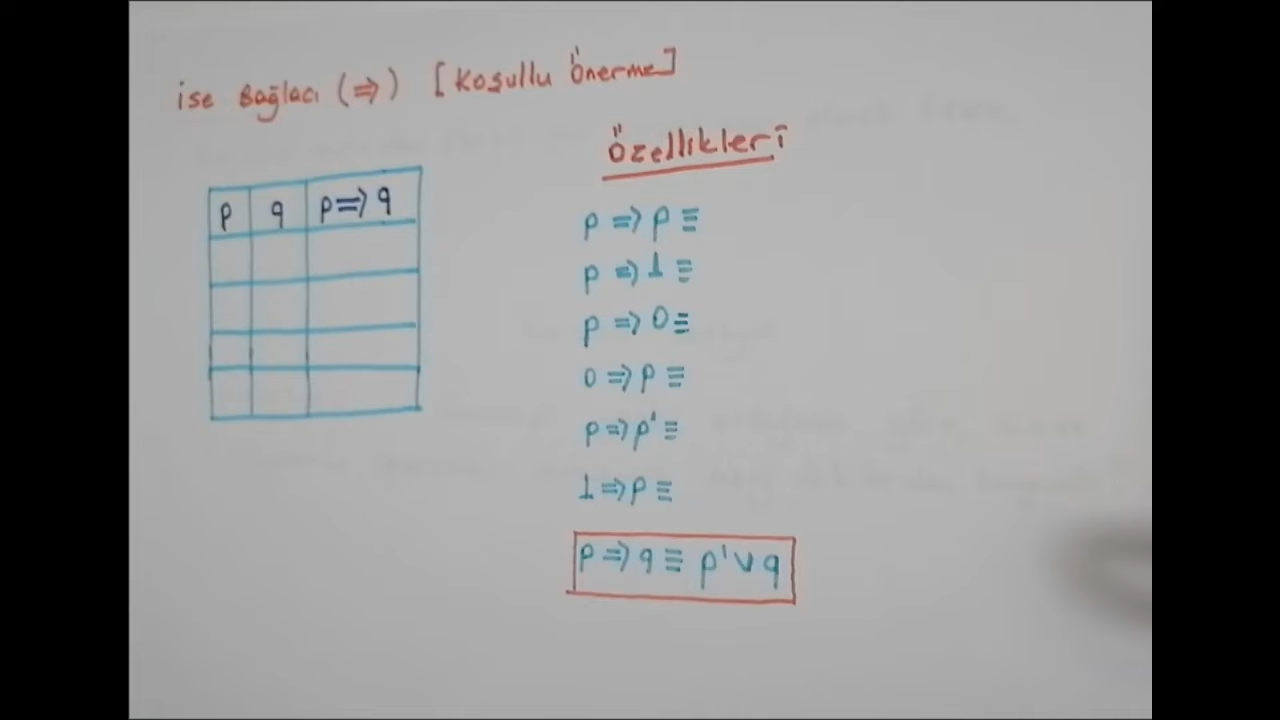 ise Bağlacı (⇒) [Koşullu Önerme]
Özellikleri
p q p⇒q
p ⇒ p ≡
p ⇒ 1 ≡
p ⇒ 0 ≡
0 ⇒ p ≡
p ⇒ p' ≡
1 ⇒ p ≡
p ⇒ q ≡ p' ∨ q